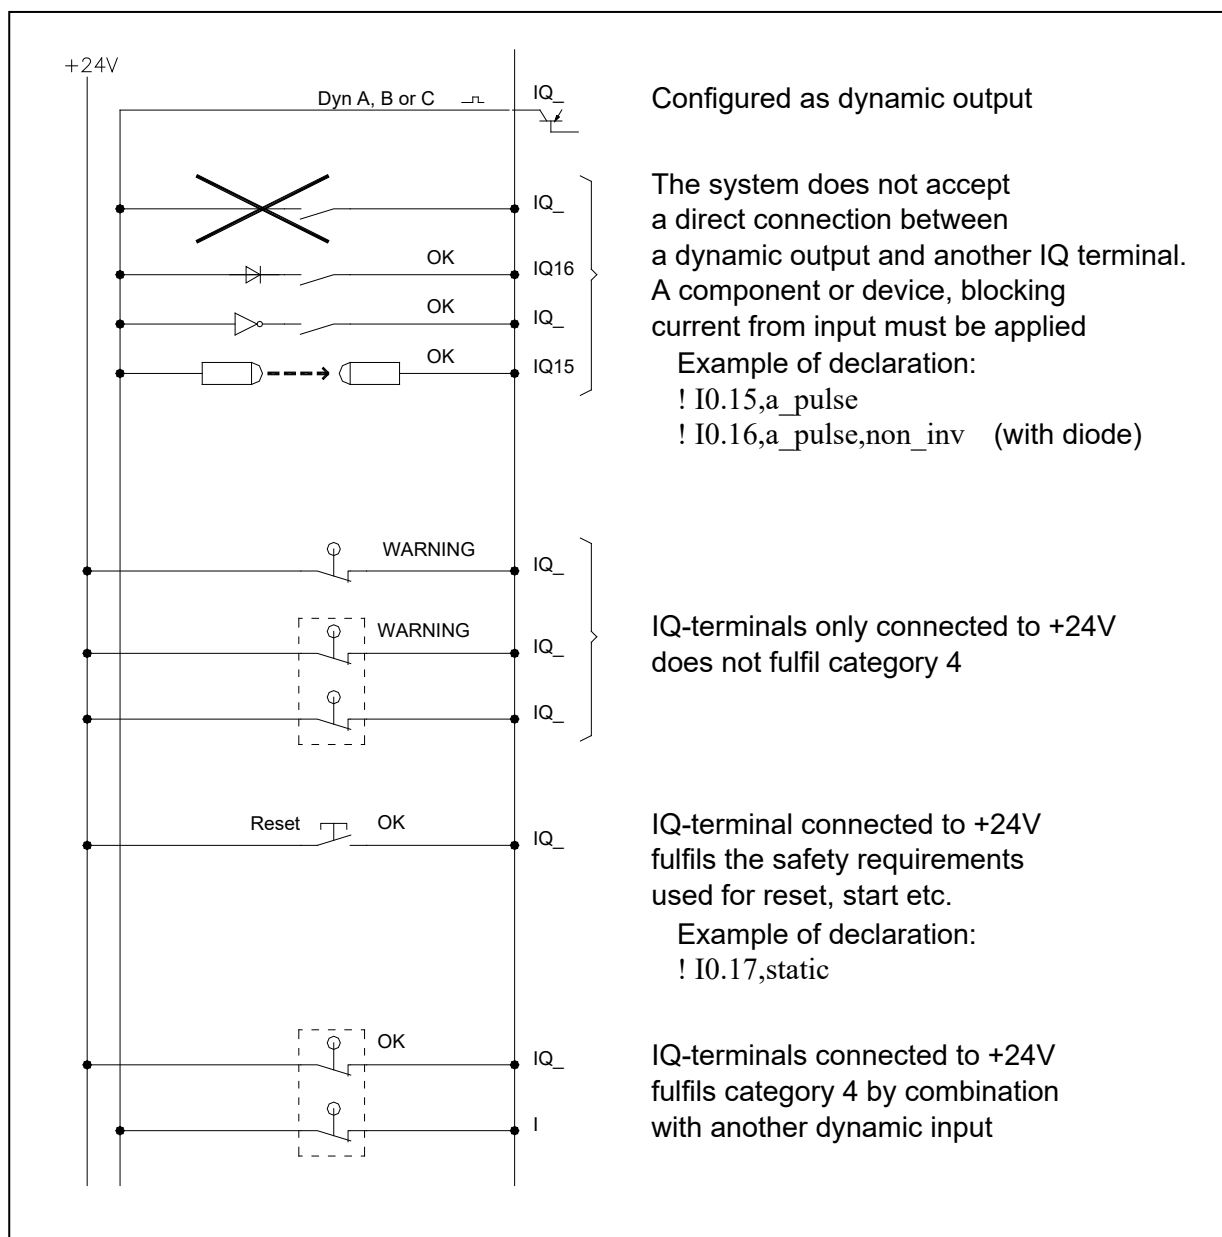 +24V
Dyn A, B or C
IQ_
Configured as dynamic output
IQ_
The system does not accept
a direct connection between
a dynamic output and another IQ terminal.
A component or device, blocking
current from input must be applied
OK
IQ16
OK
IQ_
OK
IQ15
Example of declaration:
! I0.15,a_pulse
! I0.16,a_pulse,non_inv (with diode)
WARNING
IQ_
WARNING
IQ_
IQ_
IQ-terminals only connected to +24V
does not fulfil category 4
Reset
OK
IQ_
IQ-terminal connected to +24V
fulfils the safety requirements
used for reset, start etc.
Example of declaration:
! I0.17,static
OK
IQ_
I
IQ-terminals connected to +24V
fulfils category 4 by combination
with another dynamic input